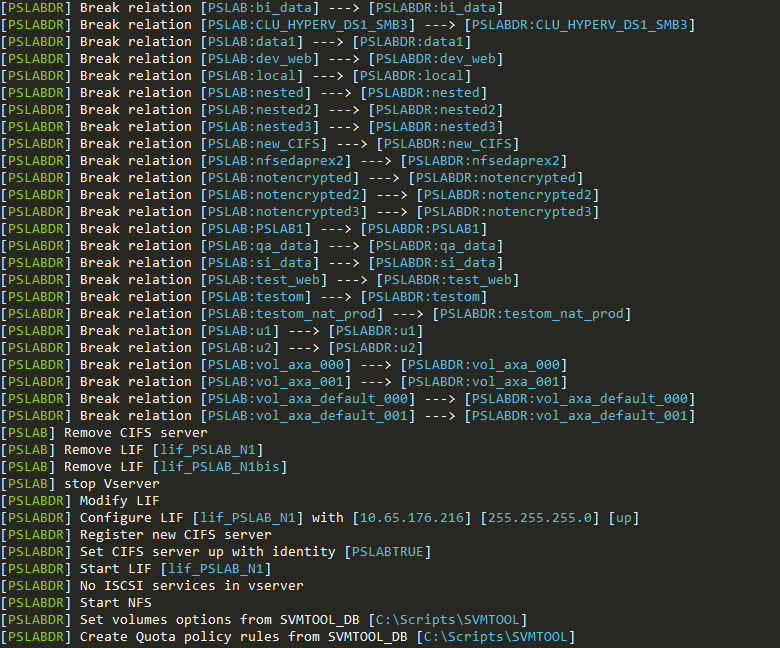 [PSLABDR] Break relation [PSLAB:bi_data] ---> [PSLABDR:bi_data]
[PSLABDR] Break relation [PSLAB:CLU_HYPERV_DS1_SMB3] ---> [PSLABDR:CLU_HYPERV_DS1_SMB3]
[PSLABDR] Break relation [PSLAB:data1] ---> [PSLABDR:data1]
[PSLABDR] Break relation [PSLAB:dev_web] ---> [PSLABDR:dev_web]
[PSLABDR] Break relation [PSLAB:local] ---> [PSLABDR:local]
[PSLABDR] Break relation [PSLAB:nested] ---> [PSLABDR:nested]
[PSLABDR] Break relation [PSLAB:nested2] ---> [PSLABDR:nested2]
[PSLABDR] Break relation [PSLAB:nested3] ---> [PSLABDR:nested3]
[PSLABDR] Break relation [PSLAB:new_CIFS] ---> [PSLABDR:new_CIFS]
[PSLABDR] Break relation [PSLAB:nfsedaprex2] ---> [PSLABDR:nfsedaprex2]
[PSLABDR] Break relation [PSLAB:notencrypted] ---> [PSLABDR:notencrypted]
[PSLABDR] Break relation [PSLAB:notencrypted2] ---> [PSLABDR:notencrypted2]
[PSLABDR] Break relation [PSLAB:notencrypted3] ---> [PSLABDR:notencrypted3]
[PSLABDR] Break relation [PSLAB:PSLAB1] ---> [PSLABDR:PSLAB1]
[PSLABDR] Break relation [PSLAB:qa_data] ---> [PSLABDR:qa_data]
[PSLABDR] Break relation [PSLAB:si_data] ---> [PSLABDR:si_data]
[PSLABDR] Break relation [PSLAB:test_web] ---> [PSLABDR:test_web]
[PSLABDR] Break relation [PSLAB:testom] ---> [PSLABDR:testom]
[PSLABDR] Break relation [PSLAB:testom_nat_prod] ---> [PSLABDR:testom_nat_prod]
[PSLABDR] Break relation [PSLAB:u1] ---> [PSLABDR:u1]
[PSLABDR] Break relation [PSLAB:u2] ---> [PSLABDR:u2]
[PSLABDR] Break relation [PSLAB:vol_axa_000] ---> [PSLABDR:vol_axa_000]
[PSLABDR] Break relation [PSLAB:vol_axa_001] ---> [PSLABDR:vol_axa_001]
[PSLABDR] Break relation [PSLAB:vol_axa_default_000] ---> [PSLABDR:vol_axa_default_000]
[PSLABDR] Break relation [PSLAB:vol_axa_default_001] ---> [PSLABDR:vol_axa_default_001]
[PSLAB] Remove CIFS server
[PSLAB] Remove LIF [lif_PSLAB_N1]
[PSLAB] Remove LIF [lif_PSLAB_N1bis]
[PSLAB] stop Vserver
[PSLABDR] Modify LIF
[PSLABDR] Configure LIF [lif_PSLAB_N1] with [10.65.176.216] [255.255.255.0] [up]
[PSLABDR] Register new CIFS server
[PSLABDR] Set CIFS server up with identity [PSLABTRUE]
[PSLABDR] Start LIF [lif_PSLAB_N1]
[PSLABDR] No ISCSI services in vserver
[PSLABDR] Start NFS
[PSLABDR] Set volumes options from SVMTOOL_DB [C:\Scripts\SVMTOOL]
[PSLABDR] Create Quota policy rules from SVMTOOL_DB [C:\Scripts\SVMTOOL]